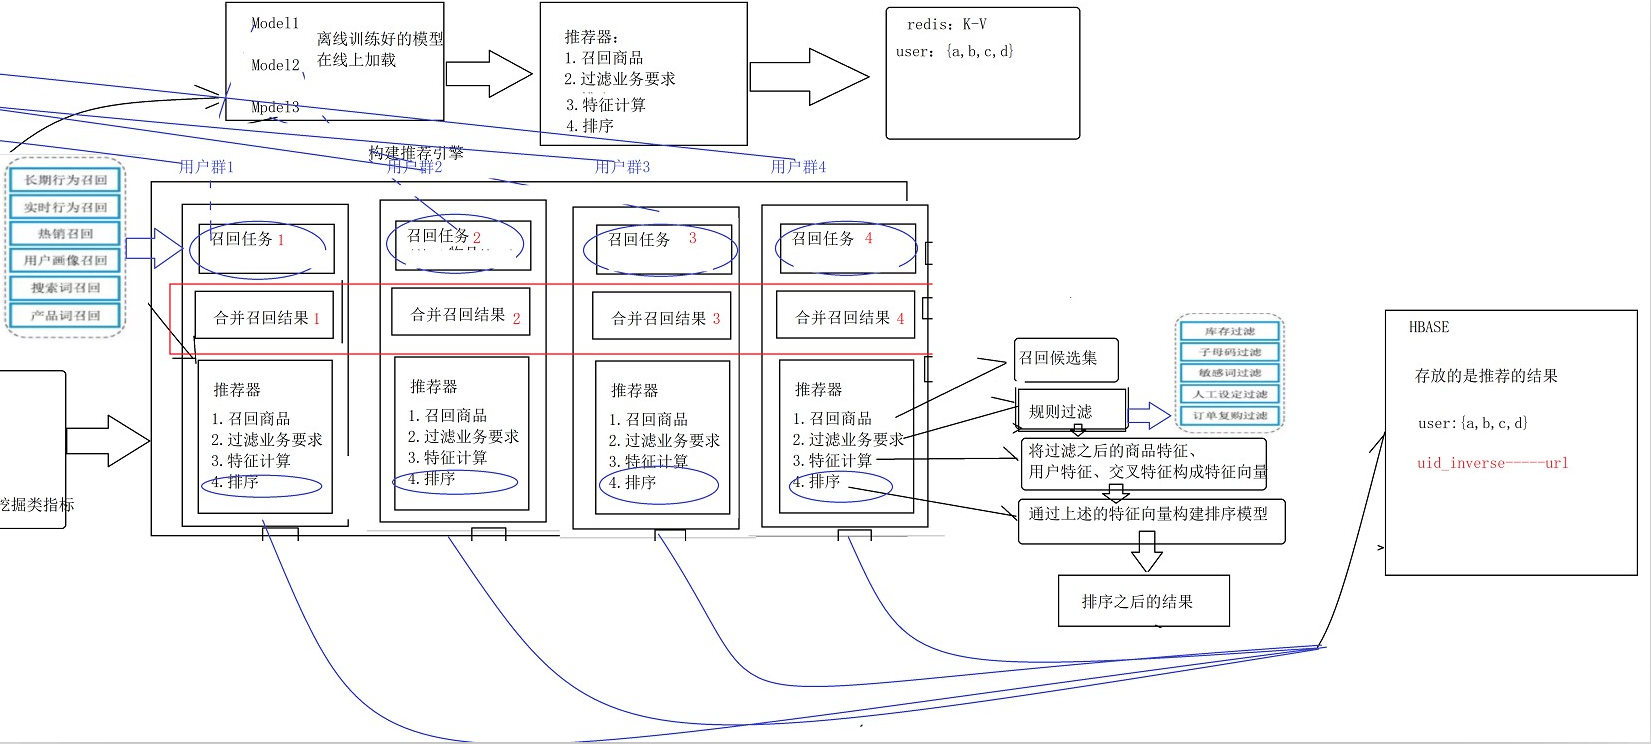 Model1
离线训练好的模型
在线上加载
Model2
Mpdel3
推荐器:
1.召回商品
2.过滤业务要求
3.特征计算
4.排序
redis: K-V
user: {a,b,c,d}
构建推荐引擎
用户群1
用户群2
用户群3
用户群4
长期行为召回
实时行为召回
热销召回
用户画像召回
搜索词召回
产品词召回
挖掘类指标
召回任务 1
合并召回结果 1
推荐器
1.召回商品
2.过滤业务要求
3.特征计算
4.排序
召回任务 2
合并召回结果 2
推荐器
1.召回商品
2.过滤业务要求
3.特征计算
4.排序
召回任务 3
合并召回结果 3
推荐器
1.召回商品
2.过滤业务要求
3.特征计算
4.排序
召回任务 4
合并召回结果 4
推荐器
1.召回商品
2.过滤业务要求
3.特征计算
4.排序
召回候选集
规则过滤
将过滤之后的商品特征、
用户特征、交叉特征构成特征向量
通过上述的特征向量构建排序模型
排序之后的结果
库存过滤
子母码过滤
敏感词过滤
人工设定过滤
订单复购过滤
HBASE
存放的是推荐的结果
user:{a,b,c,d}
uid_inverse-----url